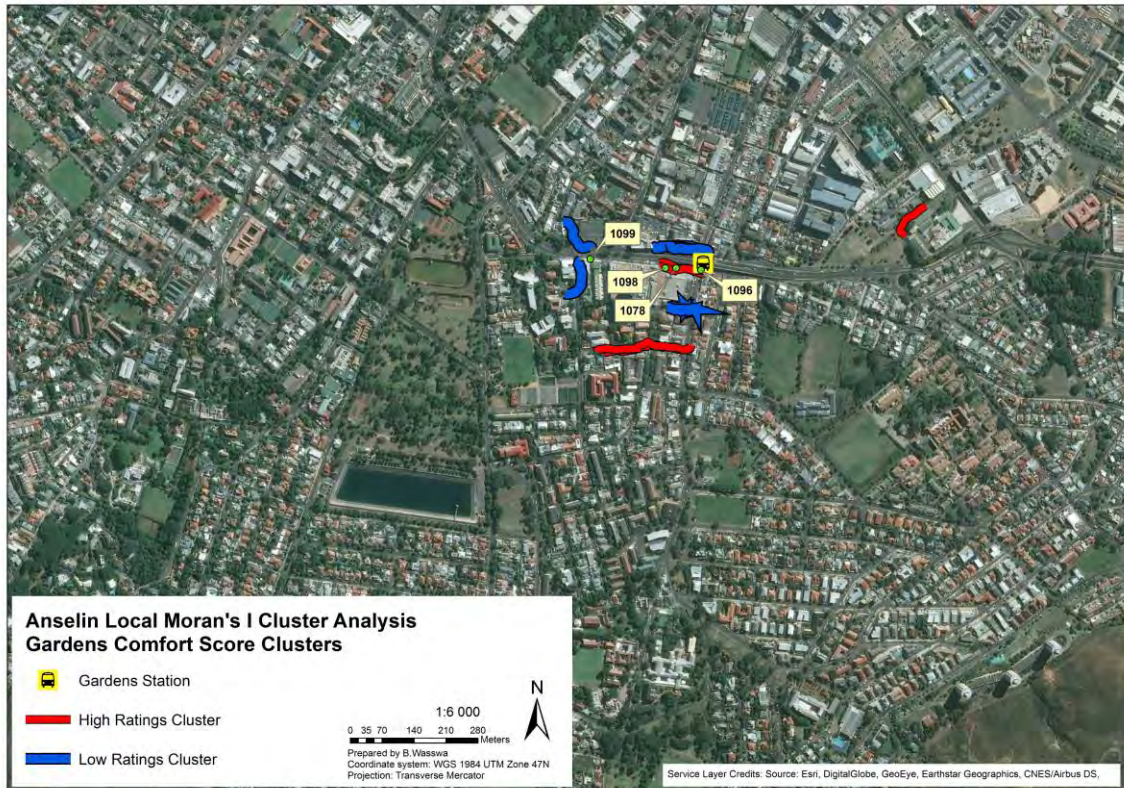 1099
1098
1078
1096
Anselin Local Moran's I Cluster Analysis
Gardens Comfort Score Clusters
Gardens Station
High Ratings Cluster
Low Ratings Cluster
N
1:6 000
0 35 70 140 210 280
Meters
Prepared by B.Wasswa
Coordinate system: WGS 1984 UTM Zone 47N
Projection: Transverse Mercator
Service Layer Credits: Source: Esri, DigitalGlobe, GeoEye, Earthstar Geographics, CNES/Airbus DS,